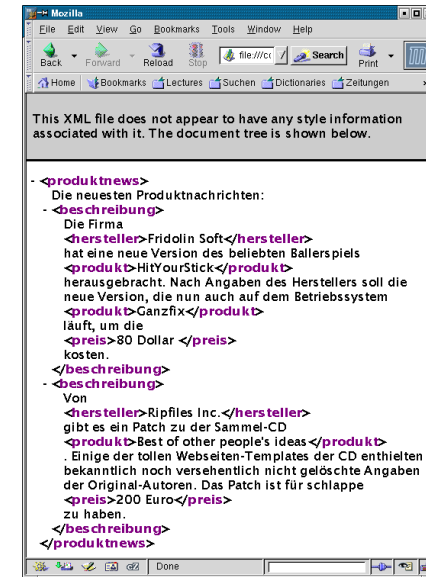 Mozilla
File Edit View Go Bookmarks Tools Window Help
Back Forward Reload Stop file:///c Search Print
Home Bookmarks Lectures Suchen Dictionaries Zeitungen
This XML file does not appear to have any style information
associated with it. The document tree is shown below.
- <produktnews>
Die neuesten Produktnachrichten:
- <beschreibung>
Die Firma
<hersteller>Fridolin Soft</hersteller>
hat eine neue Version des beliebten Ballerspiels
<produkt>HitYourStick</produkt>
herausgebracht. Nach Angaben des Herstellers soll die
neue Version, die nun auch auf dem Betriebssystem
<produkt>Ganzfix</produkt>
läuft, um die
<preis>80 Dollar </preis>
kosten.
</beschreibung>
- <beschreibung>
Von
<hersteller>Ripfiles Inc.</hersteller>
gibt es ein Patch zu der Sammel-CD
<produkt>Best of other people's ideas</produkt>
. Einige der tollen Webseiten-Templates der CD enthielten
bekanntlich noch versehentlich nicht gelöschte Angaben
der Original-Autoren. Das Patch ist für schlappe
<preis>200 Euro</preis>
zu haben.
</beschreibung>
</produktnews>
Done